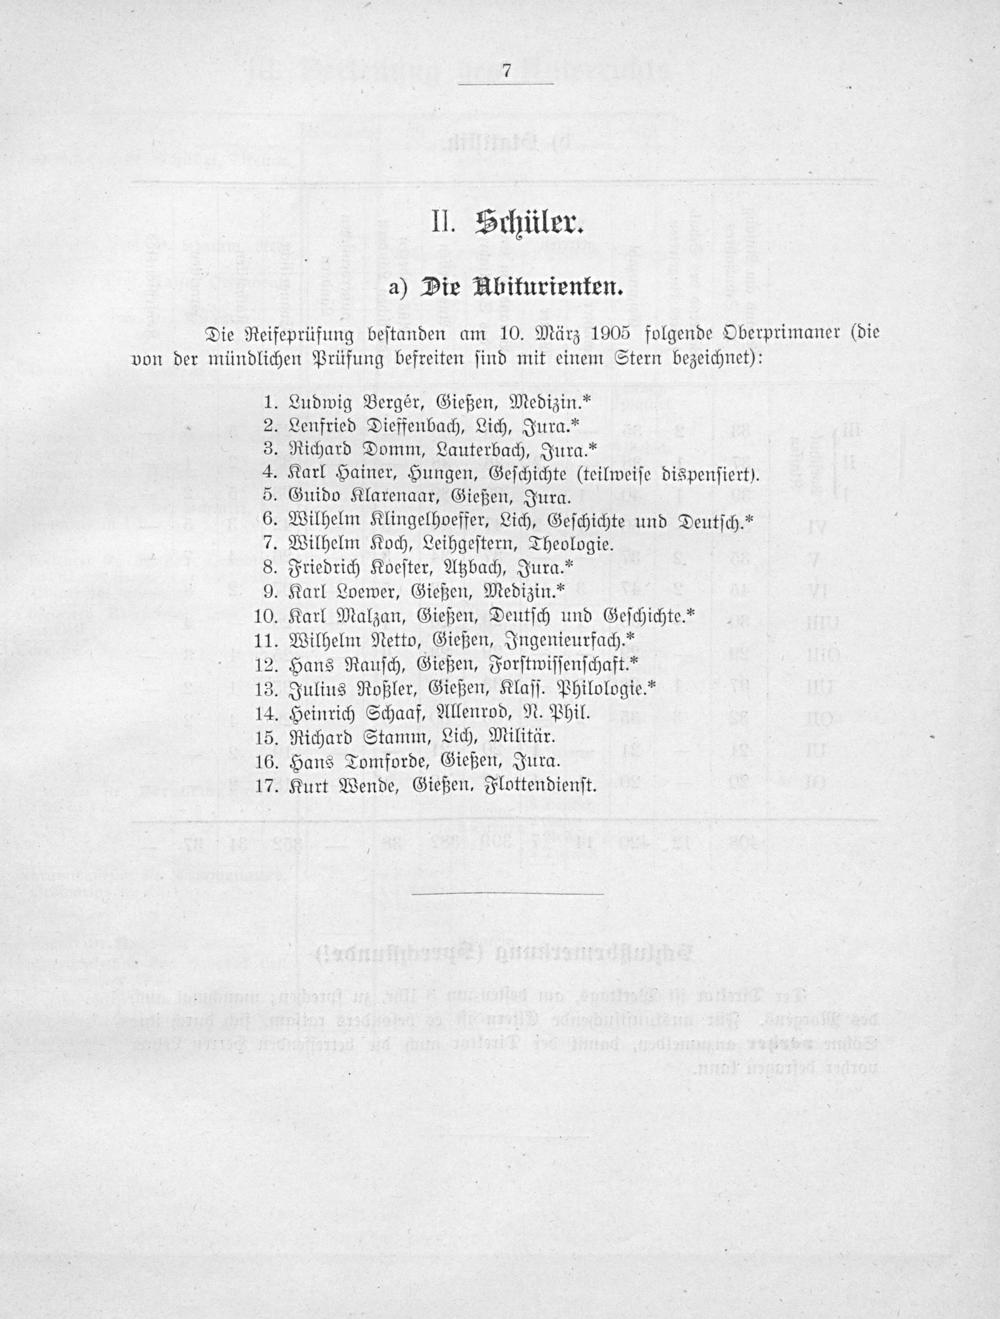 7
II. Schüler.
a) Die Abiturienten.
Die Reifeprüfung bestanden am 10. März 1905 folgende Oberprimaner (die
von der mündlichen Prüfung befreiten sind mit einem Stern bezeichnet):
1. Ludwig Bergér, Gießen, Medizin.*
2. Lenfried Dieffenbach, Lich, Jura.*
3. Richard Domm, Lauterbach, Jura.*
4. Karl Hainer, Hungen, Geschichte (teilweise dispensiert).
5. Guido Klarenaar, Gießen, Jura.
6. Wilhelm Klingelhoeffer, Lich, Geschichte und Deutsch.*
7. Wilhelm Koch, Leihgestern, Theologie.
8. Friedrich Koester, Atzbach, Jura.*
9. Karl Loewer, Gießen, Medizin.*
10. Karl Malzan, Gießen, Deutsch und Geschichte.*
11. Wilhelm Netto, Gießen, Ingenieurfach.*
12. Hans Rausch, Gießen, Forstwissenschaft.*
13. Julius Roßler, Gießen, Klass. Philologie.*
14. Heinrich Schaaf, Allenrod, N. Phil.
15. Richard Stamm, Lich, Militär.
16. Hans Tomforde, Gießen, Jura.
17. Kurt Wende, Gießen, Flottendienst.